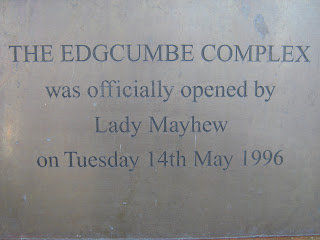 THE EDGCUMBE COMPLEX
was officially opened by
Lady Mayhew
on Tuesday 14th May 1996